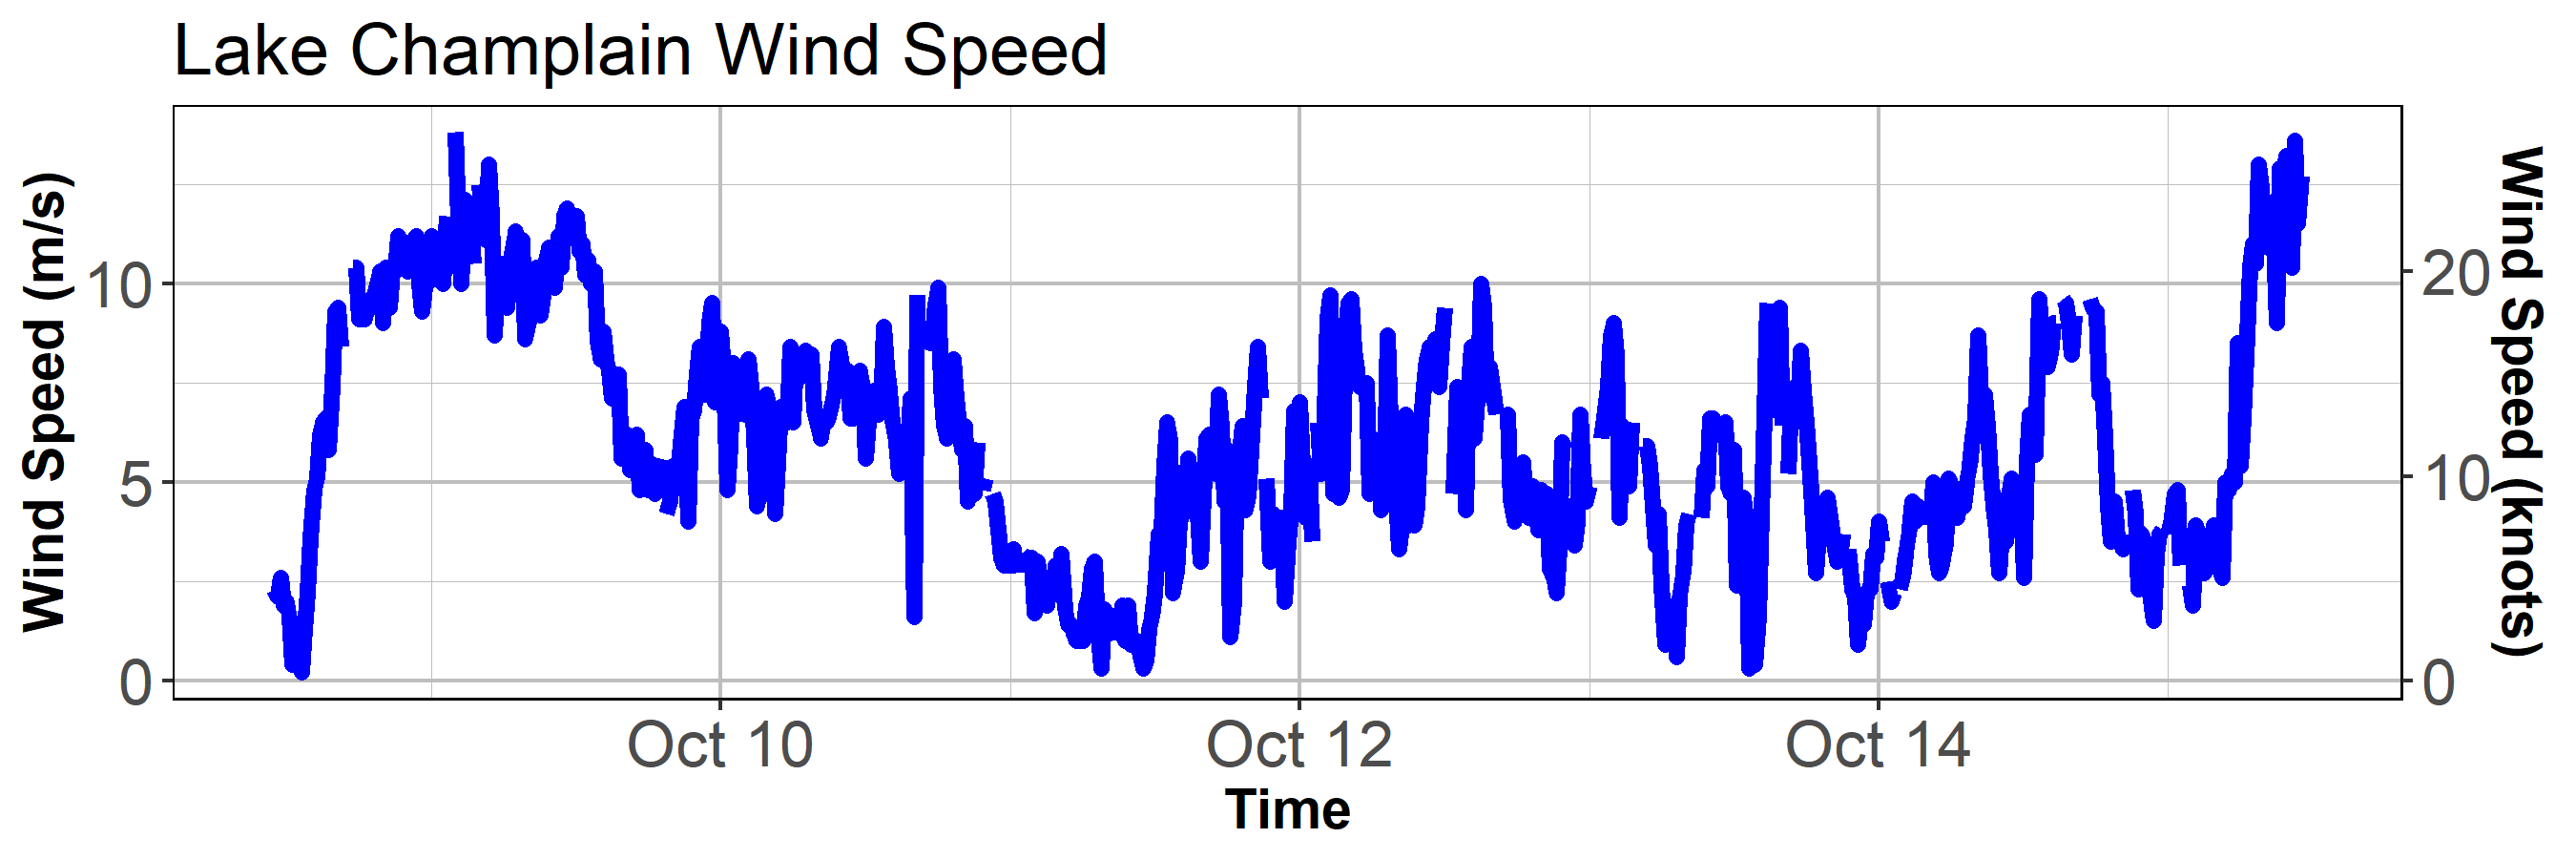 Lake Champlain Wind Speed
Wind Speed (m/s)
10
5
0
20
10
0
Wind Speed (knots)
Oct 10
Oct 12
Oct 14
Time